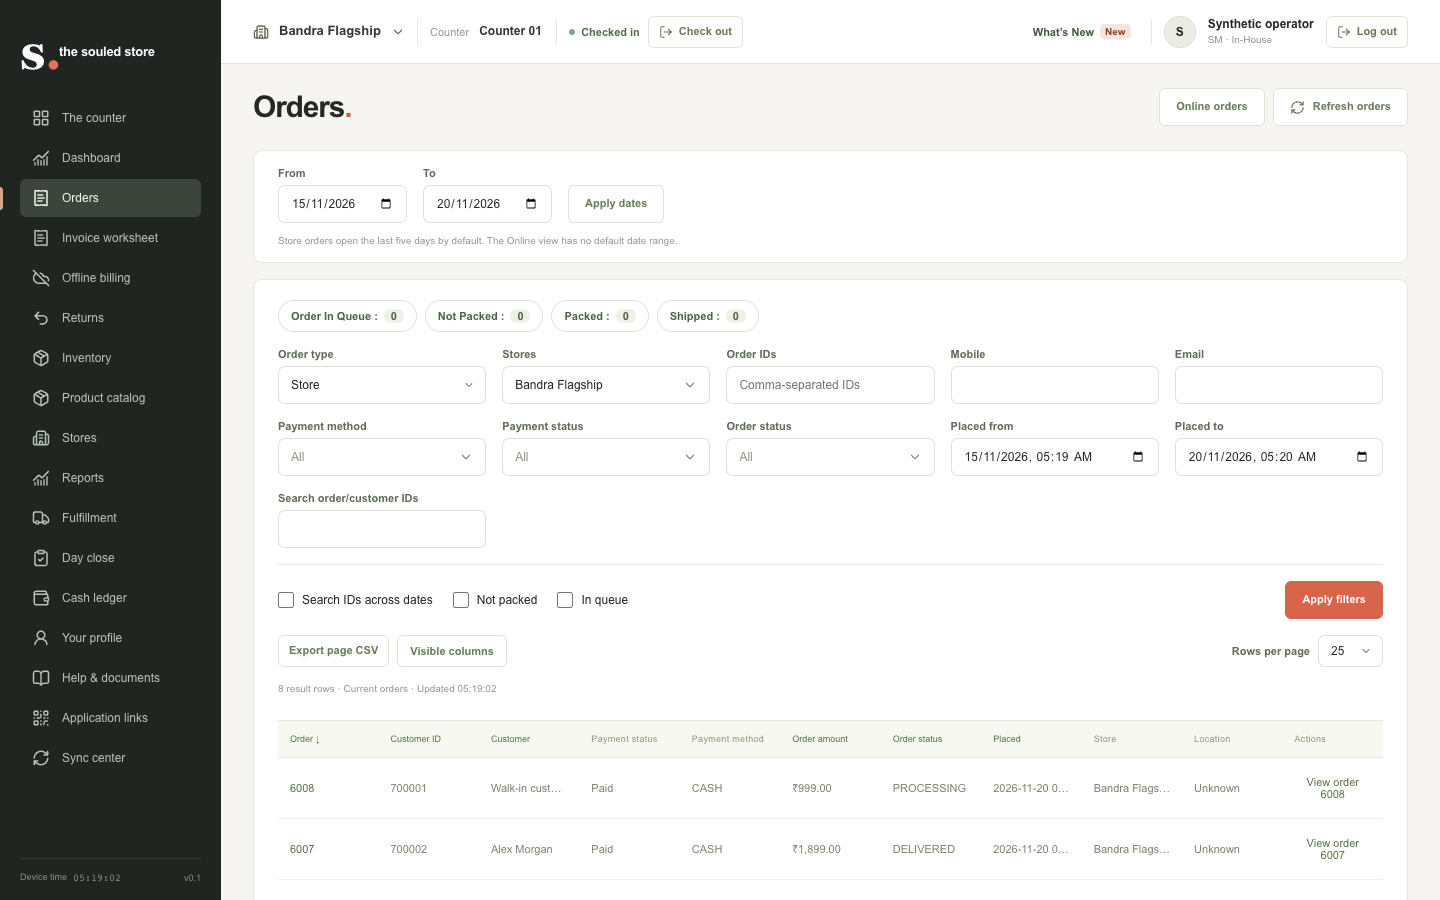 S.
the souled store
The counter
Dashboard
Orders
Invoice worksheet
Offline billing
Returns
Inventory
Product catalog
Stores
Reports
Fulfillment
Day close
Cash ledger
Your profile
Help & documents
Application links
Sync center
Device time 05:19:02 v0.1
Bandra Flagship Counter Counter 01 Checked in Check out What's New New S Synthetic operator Log out
SM · In-House
Orders.
Online orders Refresh orders
From To
15/11/2026 20/11/2026 Apply dates
Store orders open the last five days by default. The Online view has no default date range.
Order In Queue : 0 Not Packed : 0 Packed : 0 Shipped : 0
Order type Stores Order IDs Mobile Email
Store Bandra Flagship Comma-separated IDs
Payment method Payment status Order status Placed from Placed to
All All All 15/11/2026, 05:19 AM 20/11/2026, 05:20 AM
Search order/customer IDs
Search IDs across dates Not packed In queue Apply filters
Export page CSV Visible columns Rows per page 25
8 result rows · Current orders · Updated 05:19:02
Order ↓ Customer ID Customer Payment status Payment method Order amount Order status Placed Store Location Actions
6008 700001 Walk-in cust... Paid CASH ₹999.00 PROCESSING 2026-11-20 0... Bandra Flags... Unknown View order 6008
6007 700002 Alex Morgan Paid CASH ₹1,899.00 DELIVERED 2026-11-20 0... Bandra Flags... Unknown View order 6007